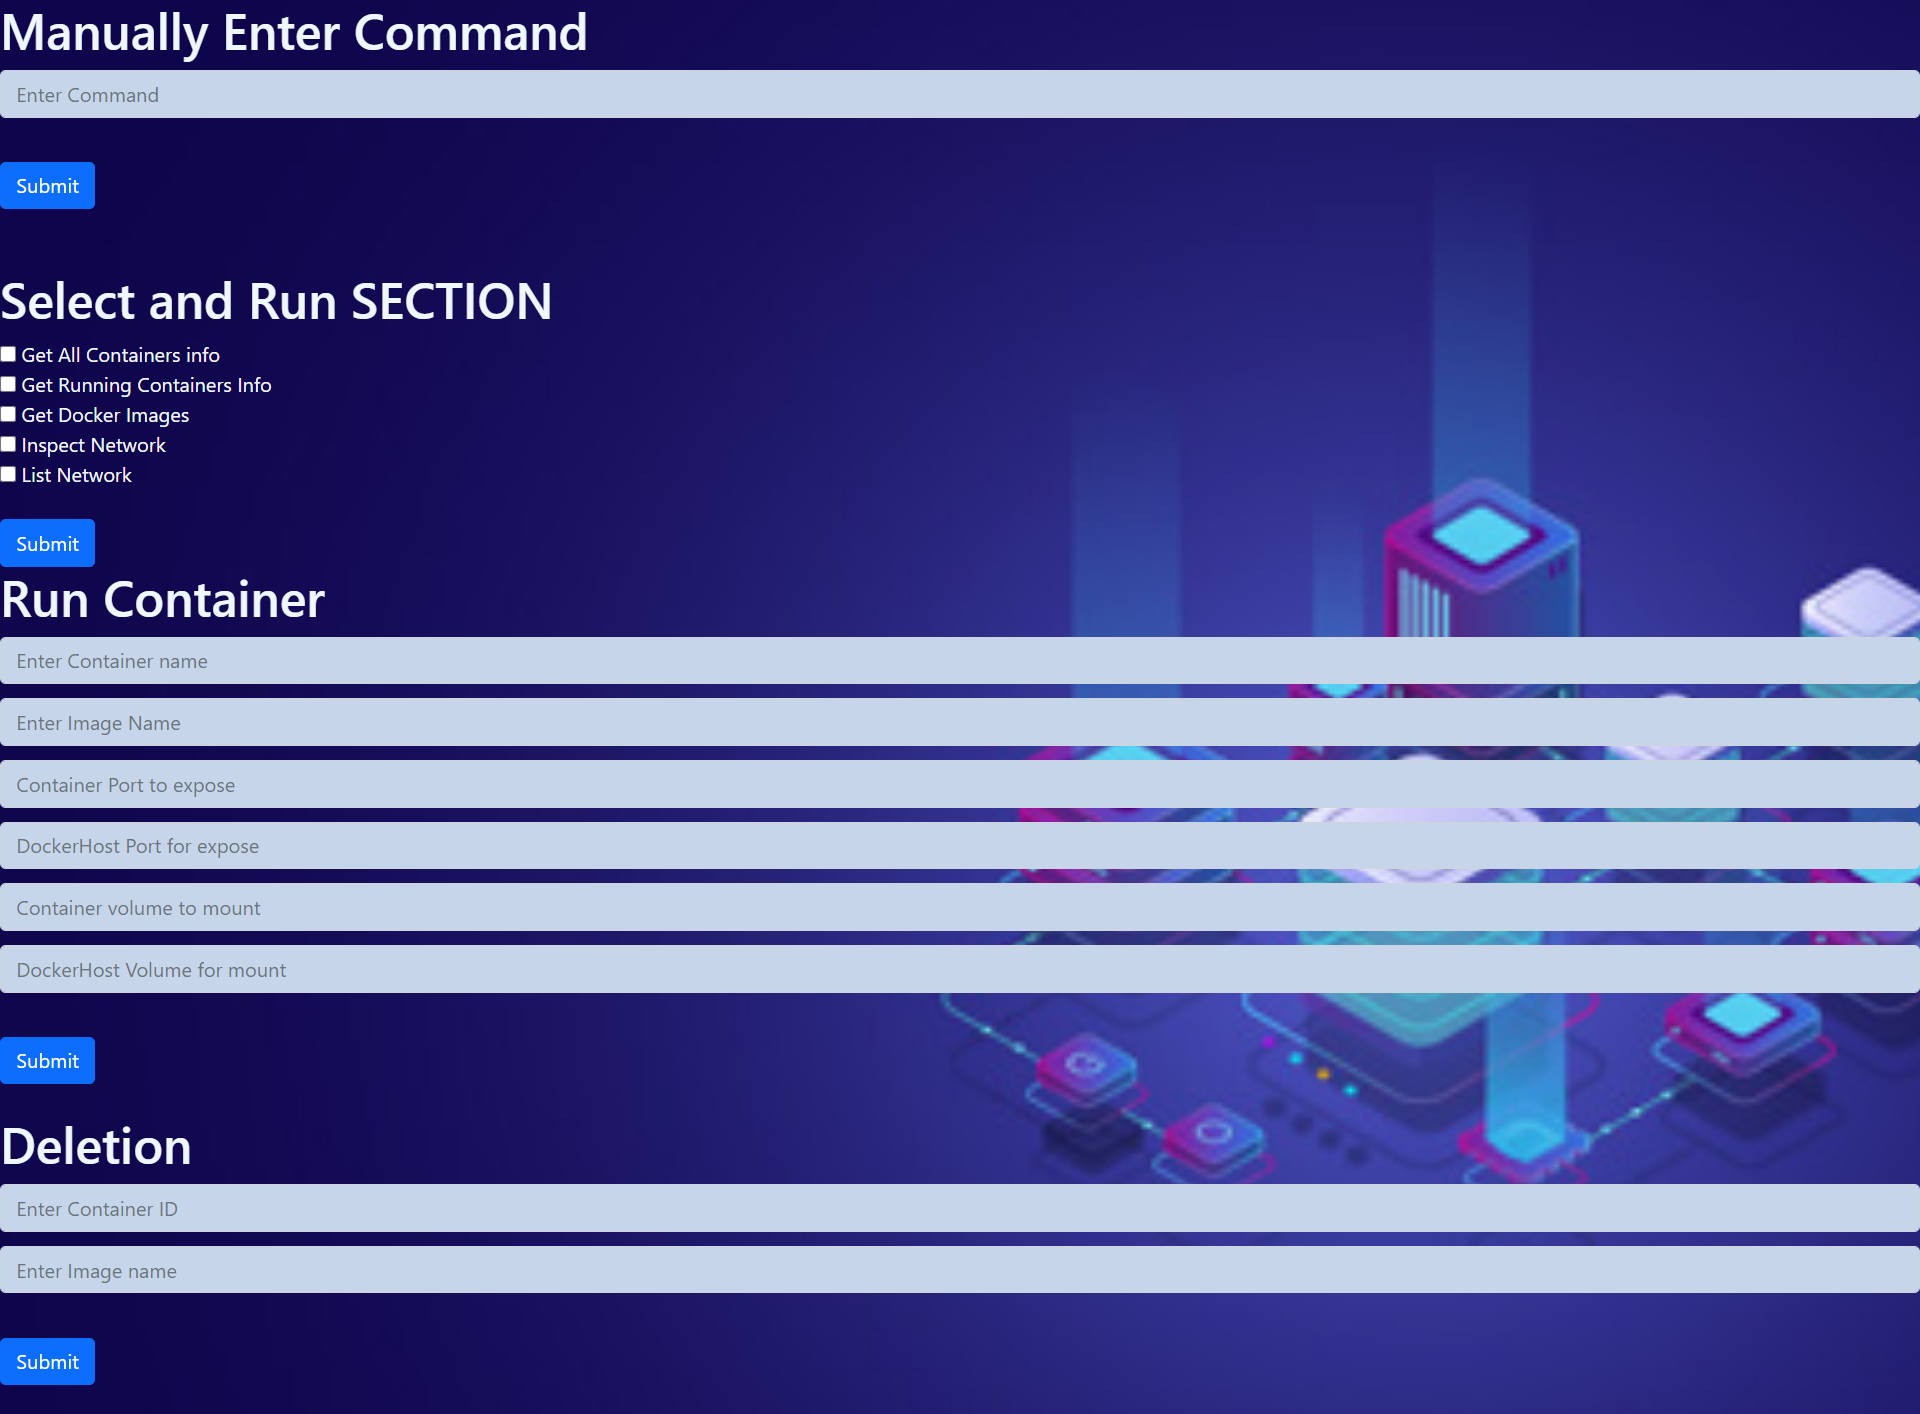 Manually Enter Command
Enter Command
Submit
Select and Run SECTION
Get All Containers info
Get Running Containers Info
Get Docker Images
Inspect Network
List Network
Submit
Run Container
Enter Container name
Enter Image Name
Container Port to expose
DockerHost Port for expose
Container volume to mount
DockerHost Volume for mount
Submit
Deletion
Enter Container ID
Enter Image name
Submit